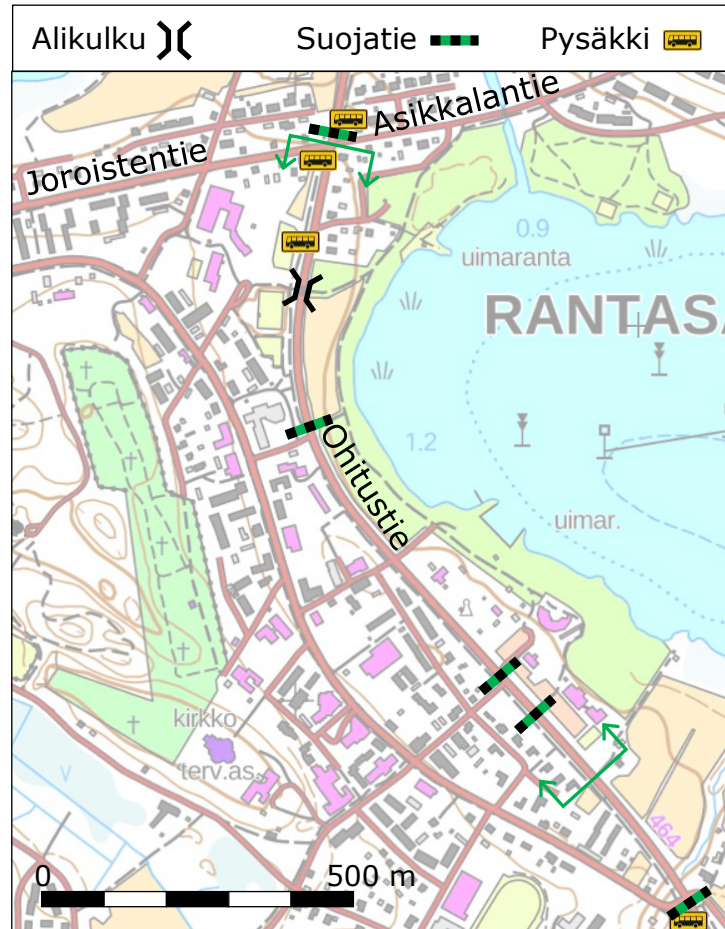 Alikulku Suojatie Pysäkki
Asikkalantie
Joroistentie
0.9
uimaranta
RANTASA
1.2
Ohitustie
uimar.
kirkko
terv.as.
v
464
0 500 m